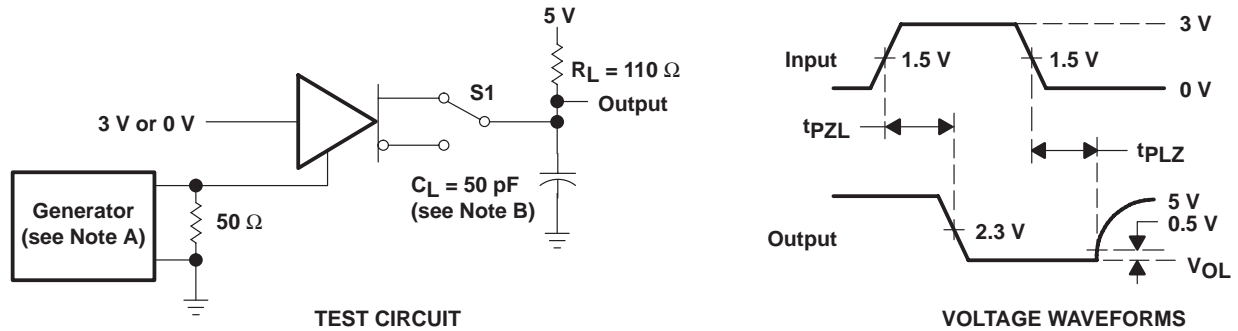 5 V
R_L = 110 Ω
S1
Output
3 V or 0 V
Generator
(see Note A)
50 Ω
C_L = 50 pF
(see Note B)
TEST CIRCUIT
3 V
Input
1.5 V
1.5 V
0 V
t_PZL
t_PLZ
5 V
0.5 V
Output
2.3 V
V_OL
VOLTAGE WAVEFORMS